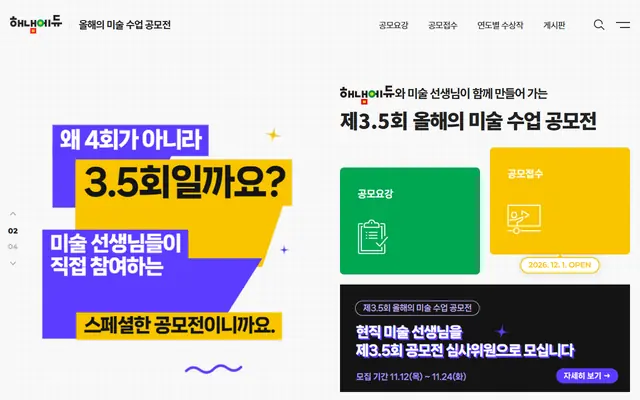 해냄에듀 올해의 미술 수업 공모전
공모요강 공모접수 연도별 수상작 게시판
왜 4회가 아니라
3.5회일까요?
미술 선생님들이
직접 참여하는
스페셜한 공모전이니까요.
02
04
해냄에듀와 미술 선생님이 함께 만들어 가는
제3.5회 올해의 미술 수업 공모전
공모요강
공모접수
2026. 12. 1. OPEN
제3.5회 올해의 미술 수업 공모전
현직 미술 선생님을
제3.5회 공모전 심사위원으로 모십니다
모집 기간 11.12(목) ~ 11.24(화)
자세히 보기 →